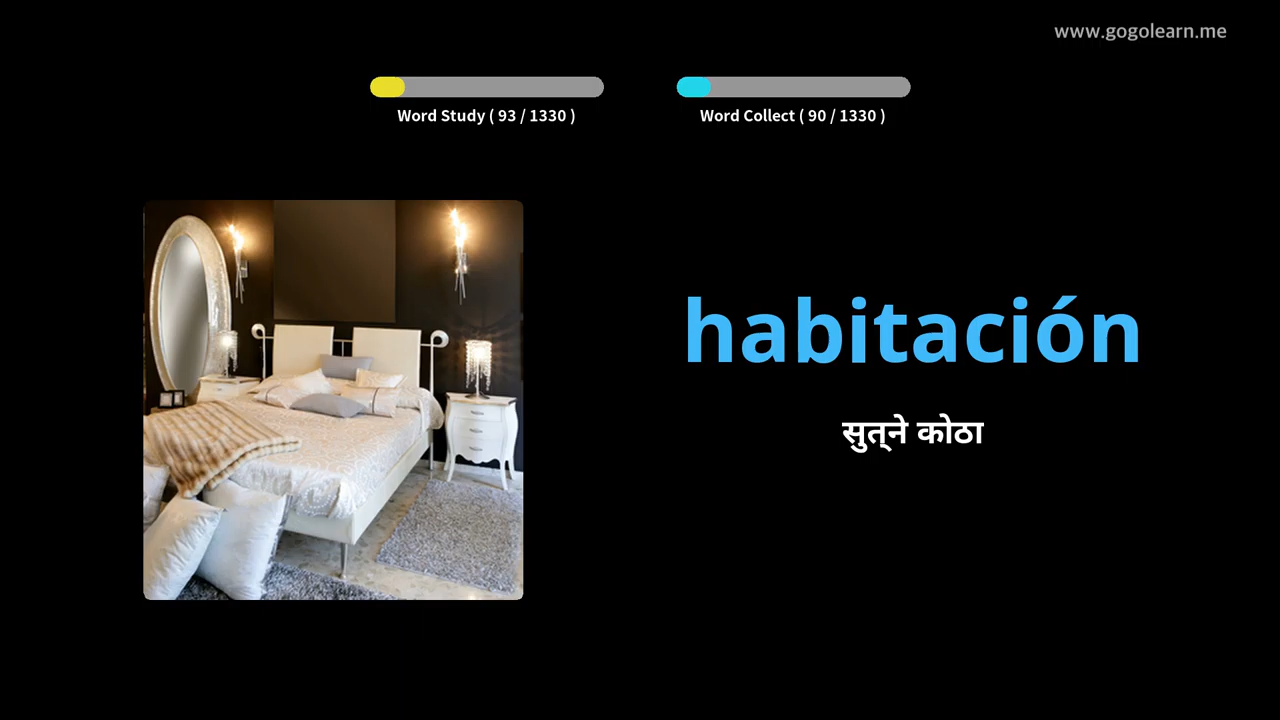 www.gogolearn.me
Word Study ( 93 / 1330 )
Word Collect ( 90 / 1330 )
habitación
सुत्‌ने कोठा